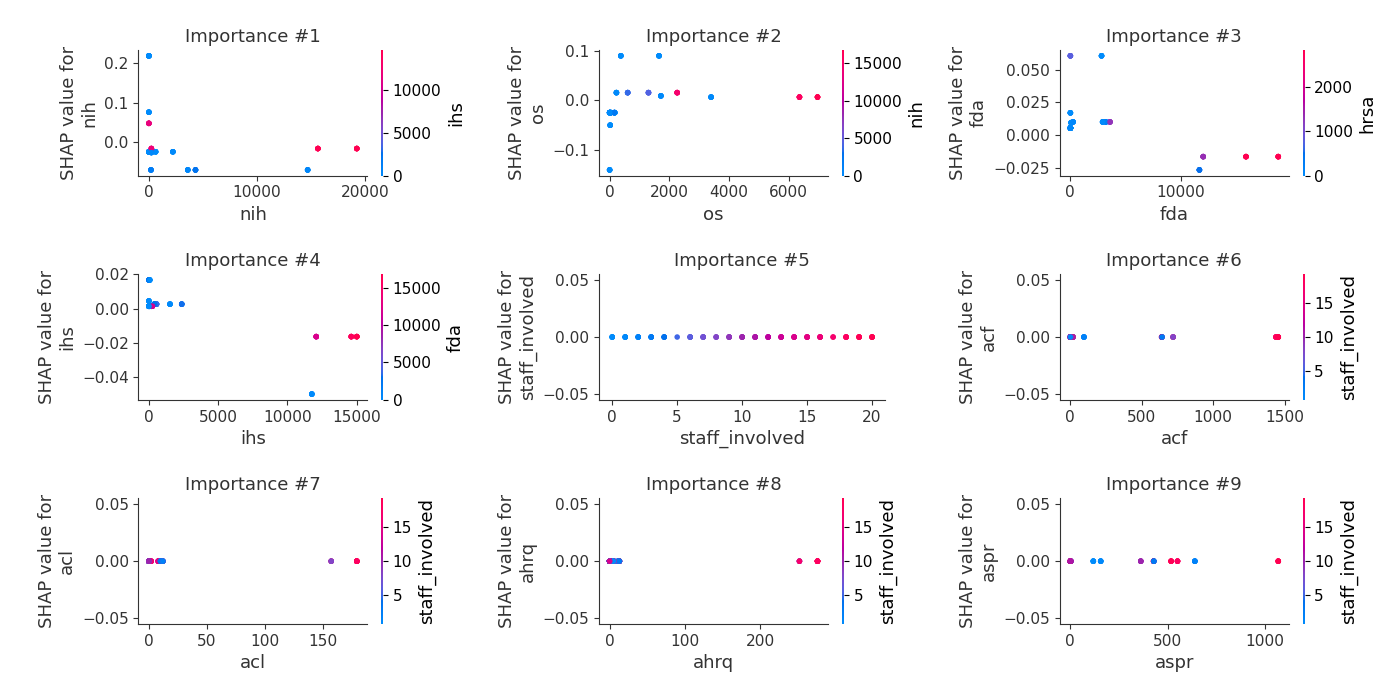 Importance #1
0.2
0.1
0.0
SHAP value for
nih
0
10000
20000
nih
10000
5000
0
ihs
Importance #2
0.1
0.0
−0.1
SHAP value for
os
0
2000
4000
6000
os
15000
10000
5000
0
nih
Importance #3
0.050
0.025
0.000
−0.025
SHAP value for
fda
0
10000
fda
2000
1000
0
hrsa
Importance #4
0.02
0.00
−0.02
−0.04
SHAP value for
ihs
0
5000
10000
15000
ihs
15000
10000
5000
0
fda
Importance #5
0.05
0.00
−0.05
SHAP value for
staff_involved
0
5
10
15
20
staff_involved
Importance #6
0.05
0.00
−0.05
SHAP value for
acf
0
500
1000
1500
acf
15
10
5
staff_involved
Importance #7
0.05
0.00
−0.05
SHAP value for
acl
0
50
100
150
acl
15
10
5
staff_involved
Importance #8
0.05
0.00
−0.05
SHAP value for
ahrq
0
100
200
ahrq
15
10
5
staff_involved
Importance #9
0.05
0.00
−0.05
SHAP value for
aspr
0
500
1000
aspr
15
10
5
staff_involved